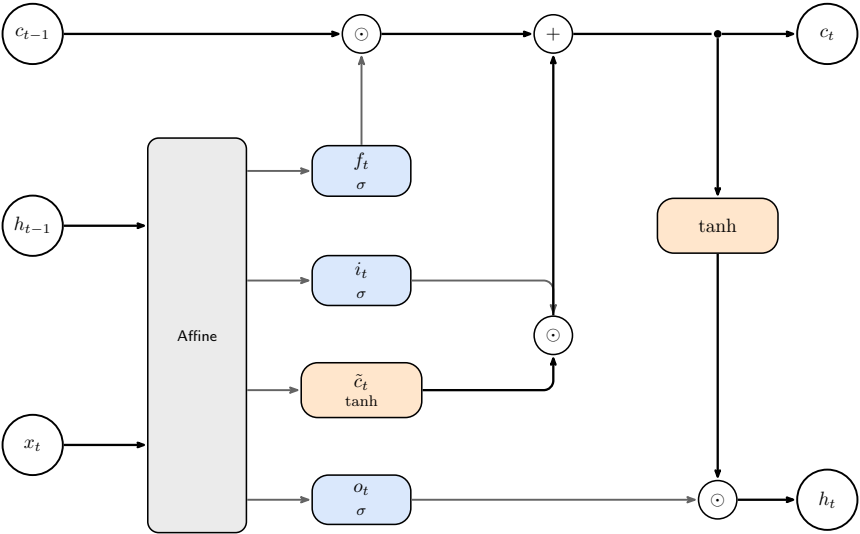 c_{t−1}
⊙
+
c_t
f_t
σ
h_{t−1}
tanh
i_t
σ
Affine
⊙
c̃_t
tanh
x_t
o_t
σ
⊙
h_t